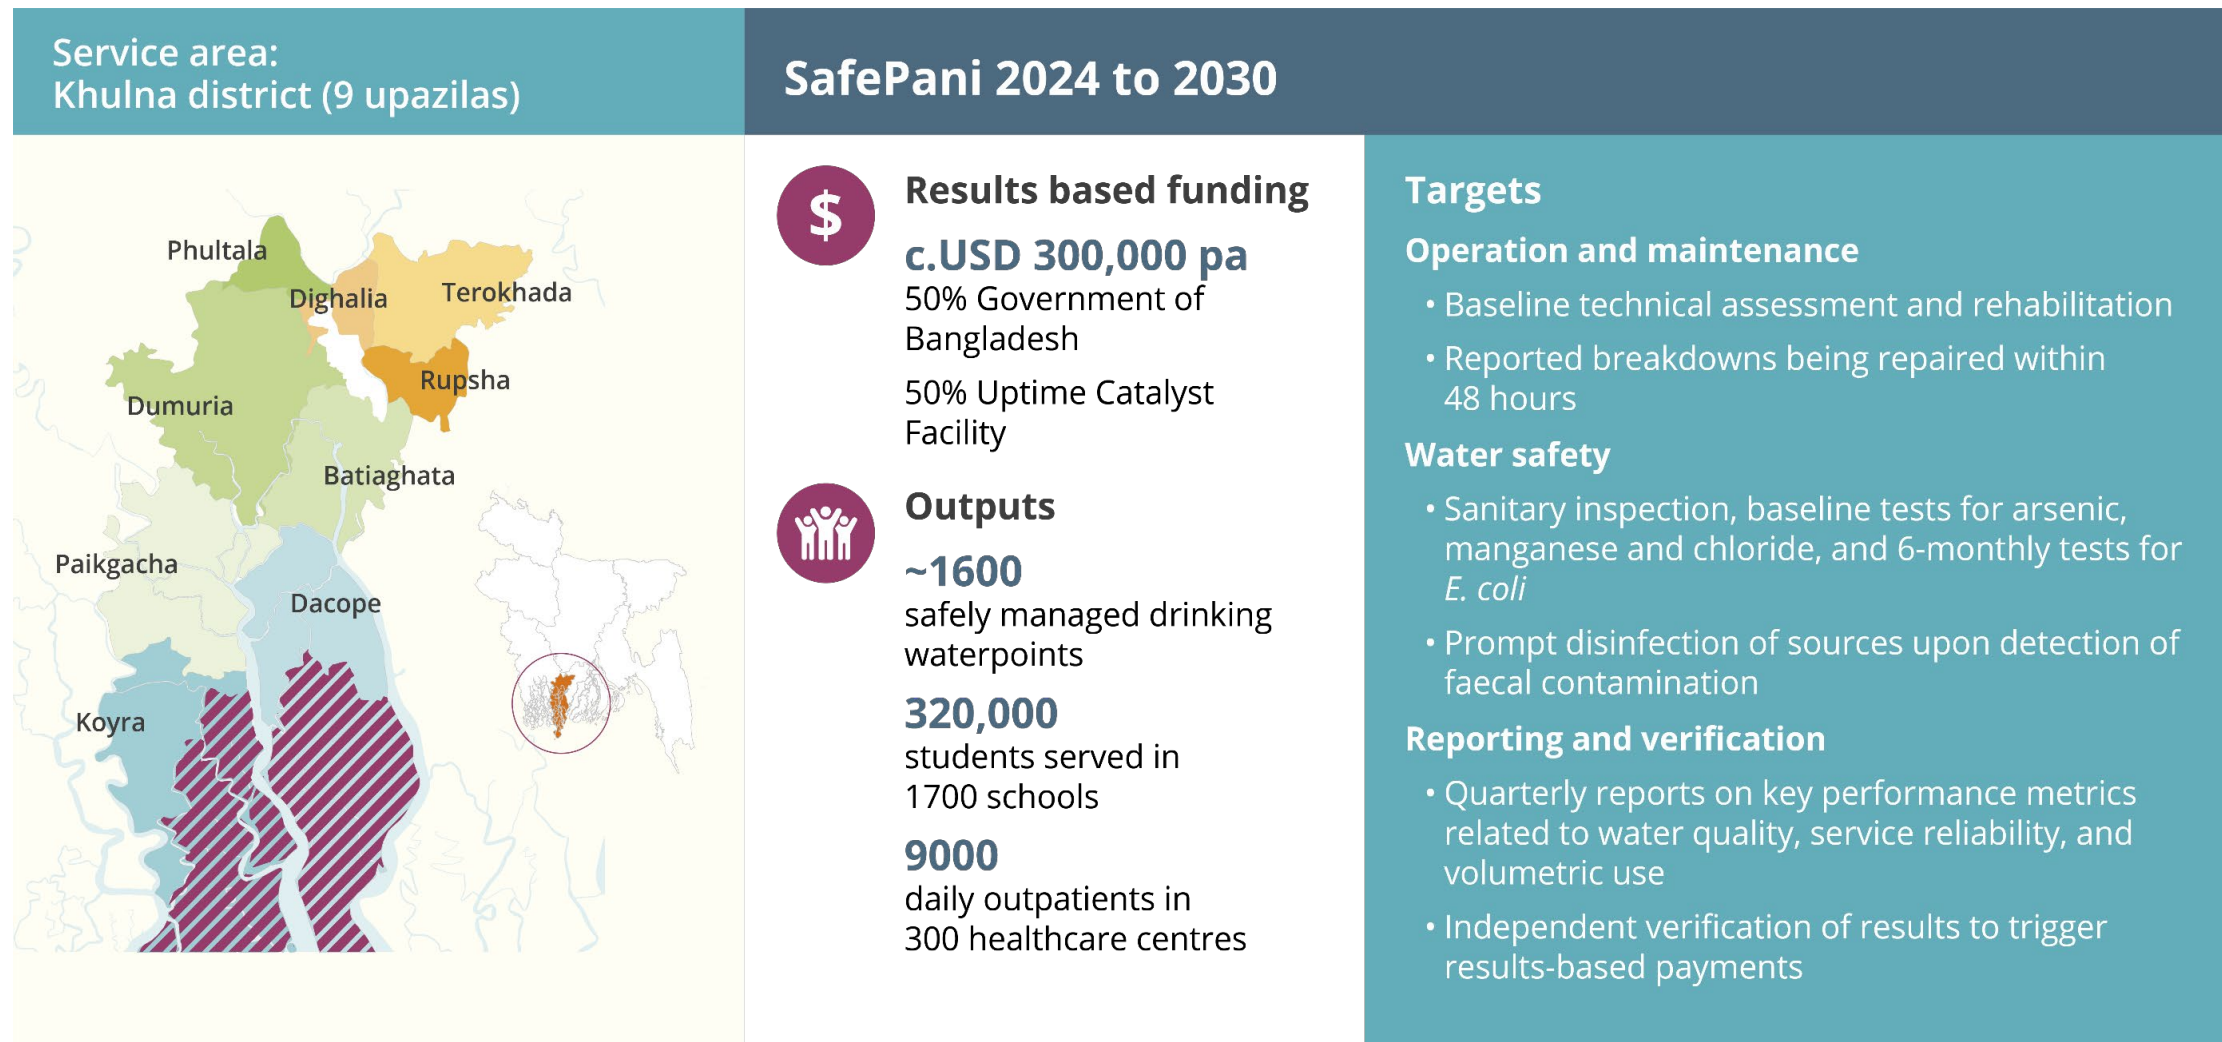 Service area:
Khulna district (9 upazilas)
Phultala
Dighalia
Terokhada
Rupsha
Dumuria
Batiaghata
Paikgacha
Dacope
Koyra
SafePani 2024 to 2030
$
Results based funding
c.USD 300,000 pa
50% Government of
Bangladesh
50% Uptime Catalyst
Facility
Outputs
~1600
safely managed drinking
waterpoints
320,000
students served in
1700 schools
9000
daily outpatients in
300 healthcare centres
Targets
Operation and maintenance
• Baseline technical assessment and rehabilitation
• Reported breakdowns being repaired within
48 hours
Water safety
• Sanitary inspection, baseline tests for arsenic,
manganese and chloride, and 6-monthly tests for
E. coli
• Prompt disinfection of sources upon detection of
faecal contamination
Reporting and verification
• Quarterly reports on key performance metrics
related to water quality, service reliability, and
volumetric use
• Independent verification of results to trigger
results-based payments